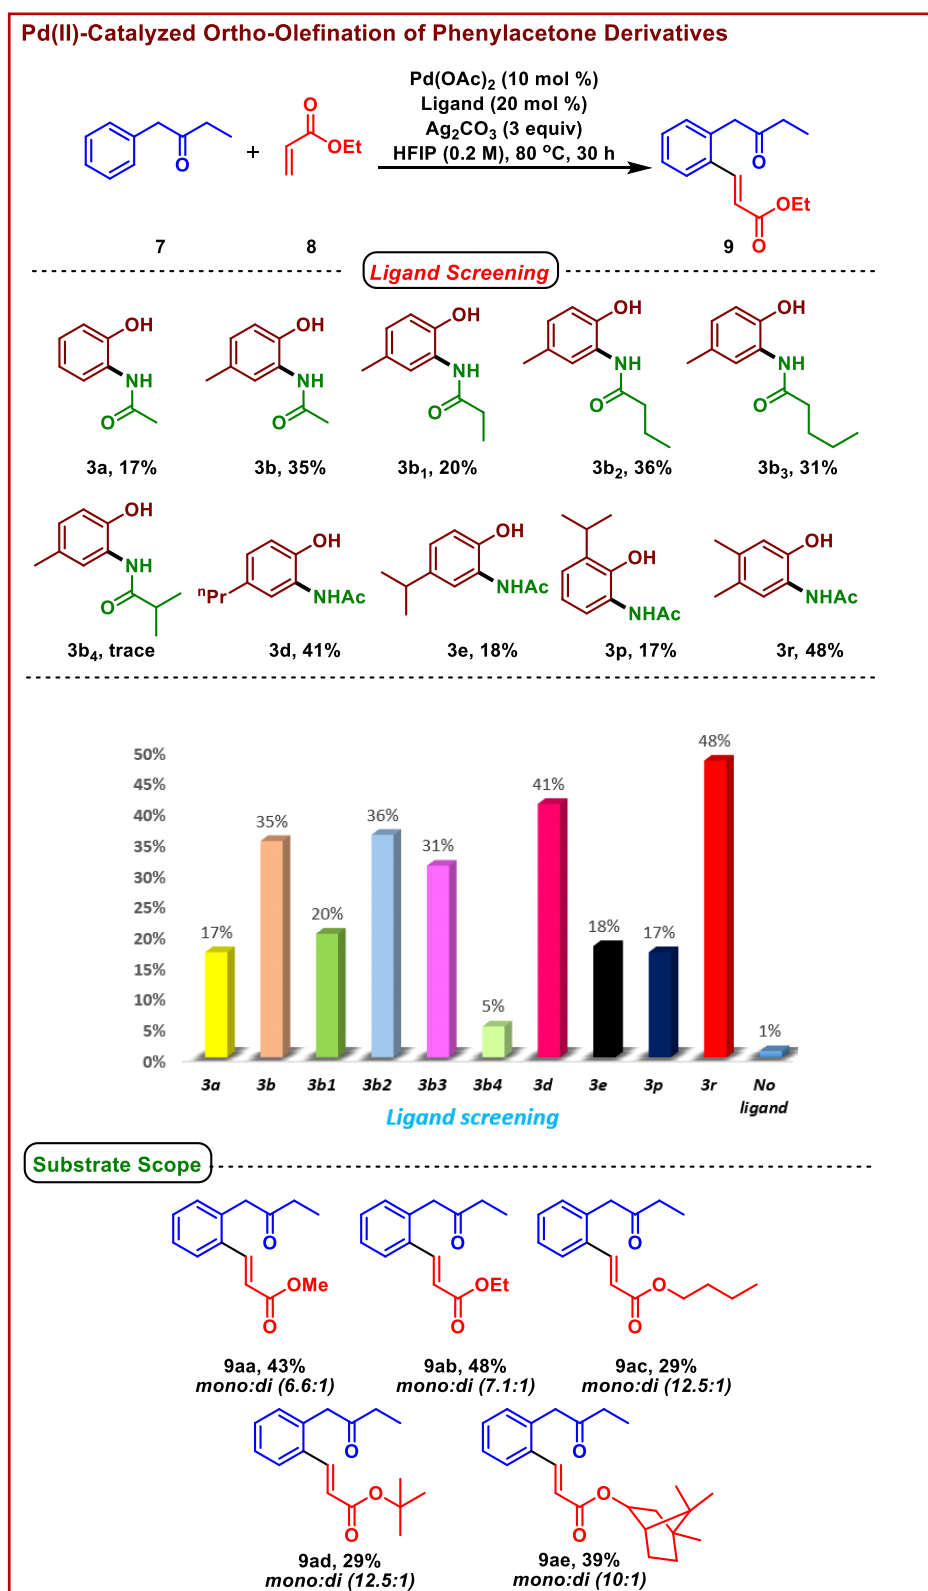 Pd(II)-Catalyzed Ortho-Olefination of Phenylacetone Derivatives
Pd(OAc)₂ (10 mol %)
Ligand (20 mol %)
Ag₂CO₃ (3 equiv)
HFIP (0.2 M), 80 °C, 30 h
O
+
O
OEt
O
OEt
O
7
8
9
Ligand Screening
OH
NH
O
OH
NH
O
OH
NH
O
OH
NH
O
OH
NH
O
3a, 17%
3b, 35%
3b₁, 20%
3b₂, 36%
3b₃, 31%
OH
NH
O
OH
NHAc
ⁿPr
OH
NHAc
OH
NHAc
OH
NHAc
3b₄, trace
3d, 41%
3e, 18%
3p, 17%
3r, 48%
50%
45%
40%
35%
30%
25%
20%
15%
10%
5%
0%
17%
35%
20%
36%
31%
5%
41%
18%
17%
48%
1%
3a
3b
3b1
3b2
3b3
3b4
3d
3e
3p
3r
No ligand
Ligand screening
Substrate Scope
O
OMe
O
O
OEt
O
O
O
O
9aa, 43%
mono:di (6.6:1)
9ab, 48%
mono:di (7.1:1)
9ac, 29%
mono:di (12.5:1)
O
O
O
O
O
O
9ad, 29%
mono:di (12.5:1)
9ae, 39%
mono:di (10:1)